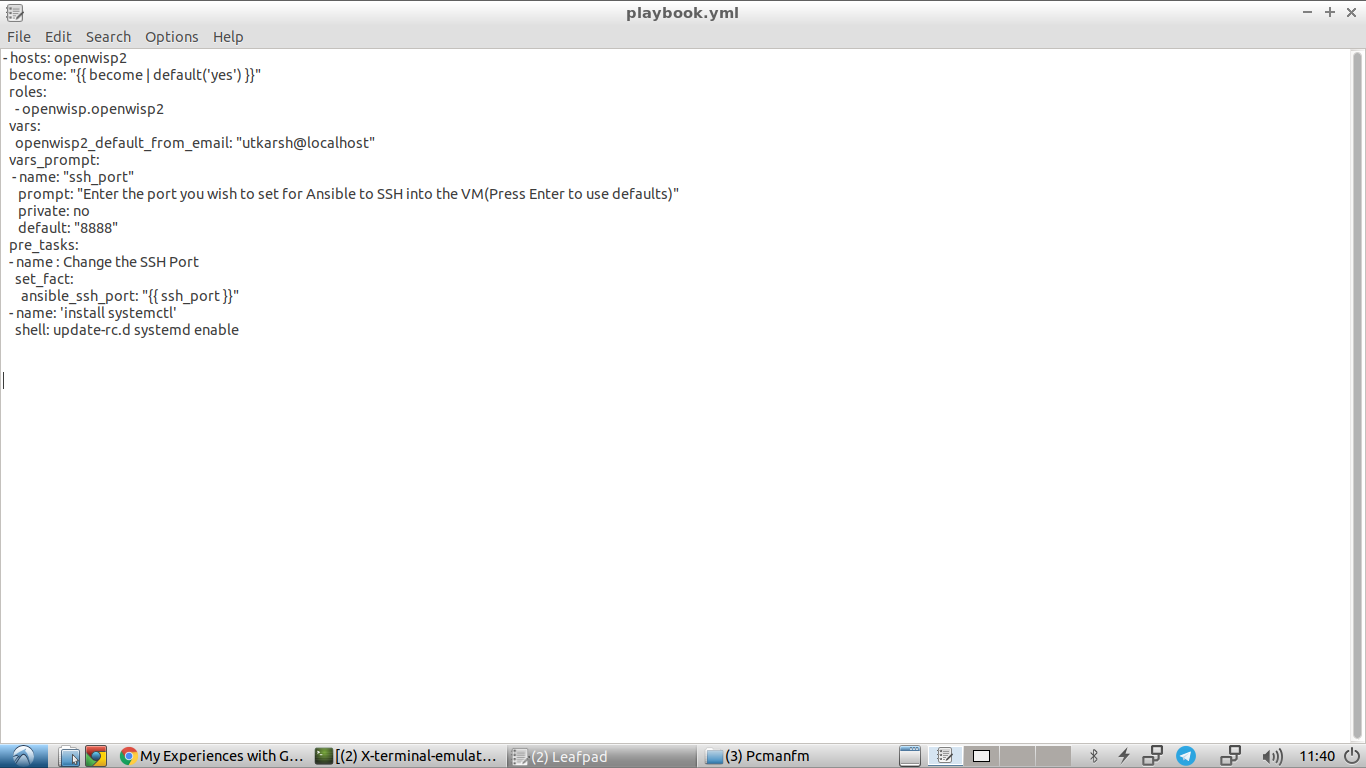 playbook.yml
File Edit Search Options Help
- hosts: openwisp2
  become: "{{ become | default('yes') }}"
  roles:
    - openwisp.openwisp2
  vars:
    openwisp2_default_from_email: "utkarsh@localhost"
  vars_prompt:
   - name: "ssh_port"
     prompt: "Enter the port you wish to set for Ansible to SSH into the VM(Press Enter to use defaults)"
     private: no
     default: "8888"
  pre_tasks:
  - name : Change the SSH Port
    set_fact:
      ansible_ssh_port: "{{ ssh_port }}"
  - name: 'install systemctl'
    shell: update-rc.d systemd enable
My Experiences with G... [(2) X-terminal-emulat... (2) Leafpad (3) Pcmanfm 11:40